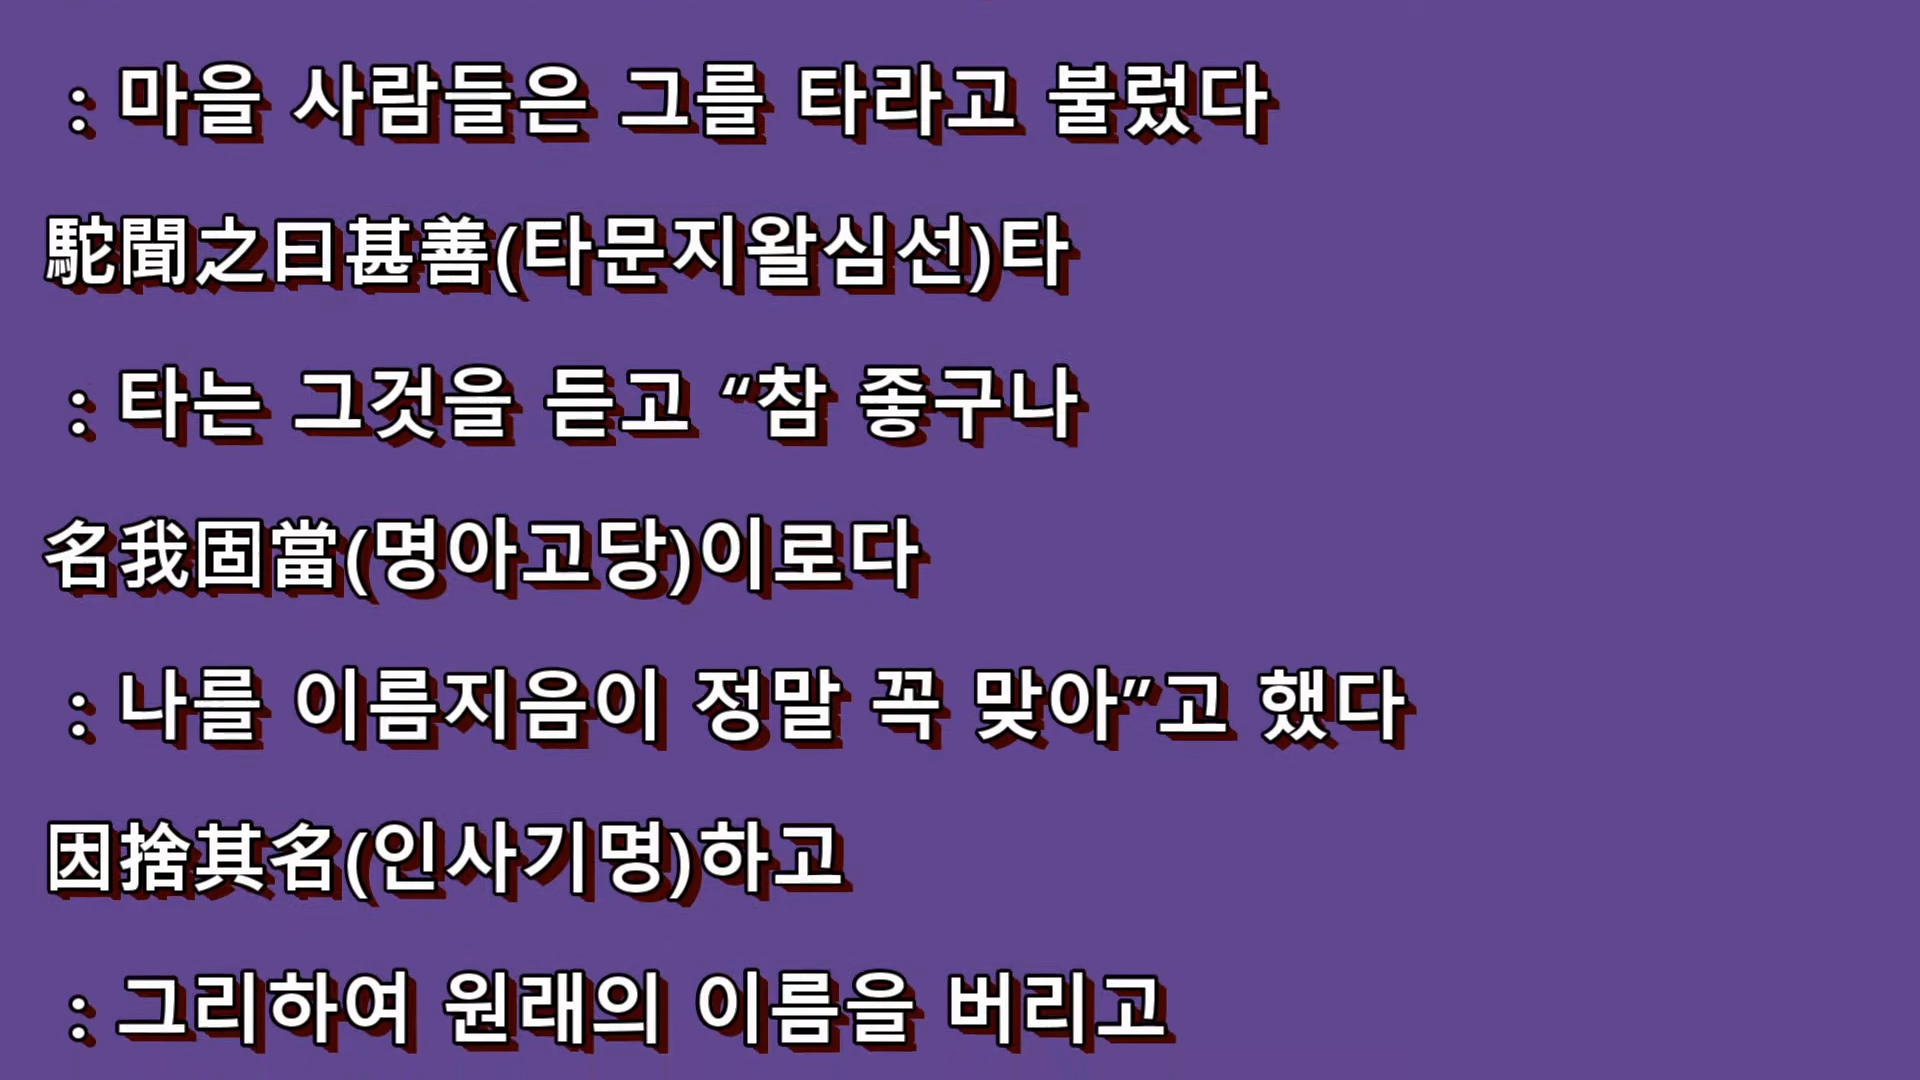 : 마을 사람들은 그를 타라고 불렀다
駝聞之曰甚善(타문지왈심선)타
: 타는 그것을 듣고 “참 좋구나
名我固當(명아고당)이로다
: 나를 이름지음이 정말 꼭 맞아”고 했다
因捨其名(인사기명)하고
: 그리하여 원래의 이름을 버리고